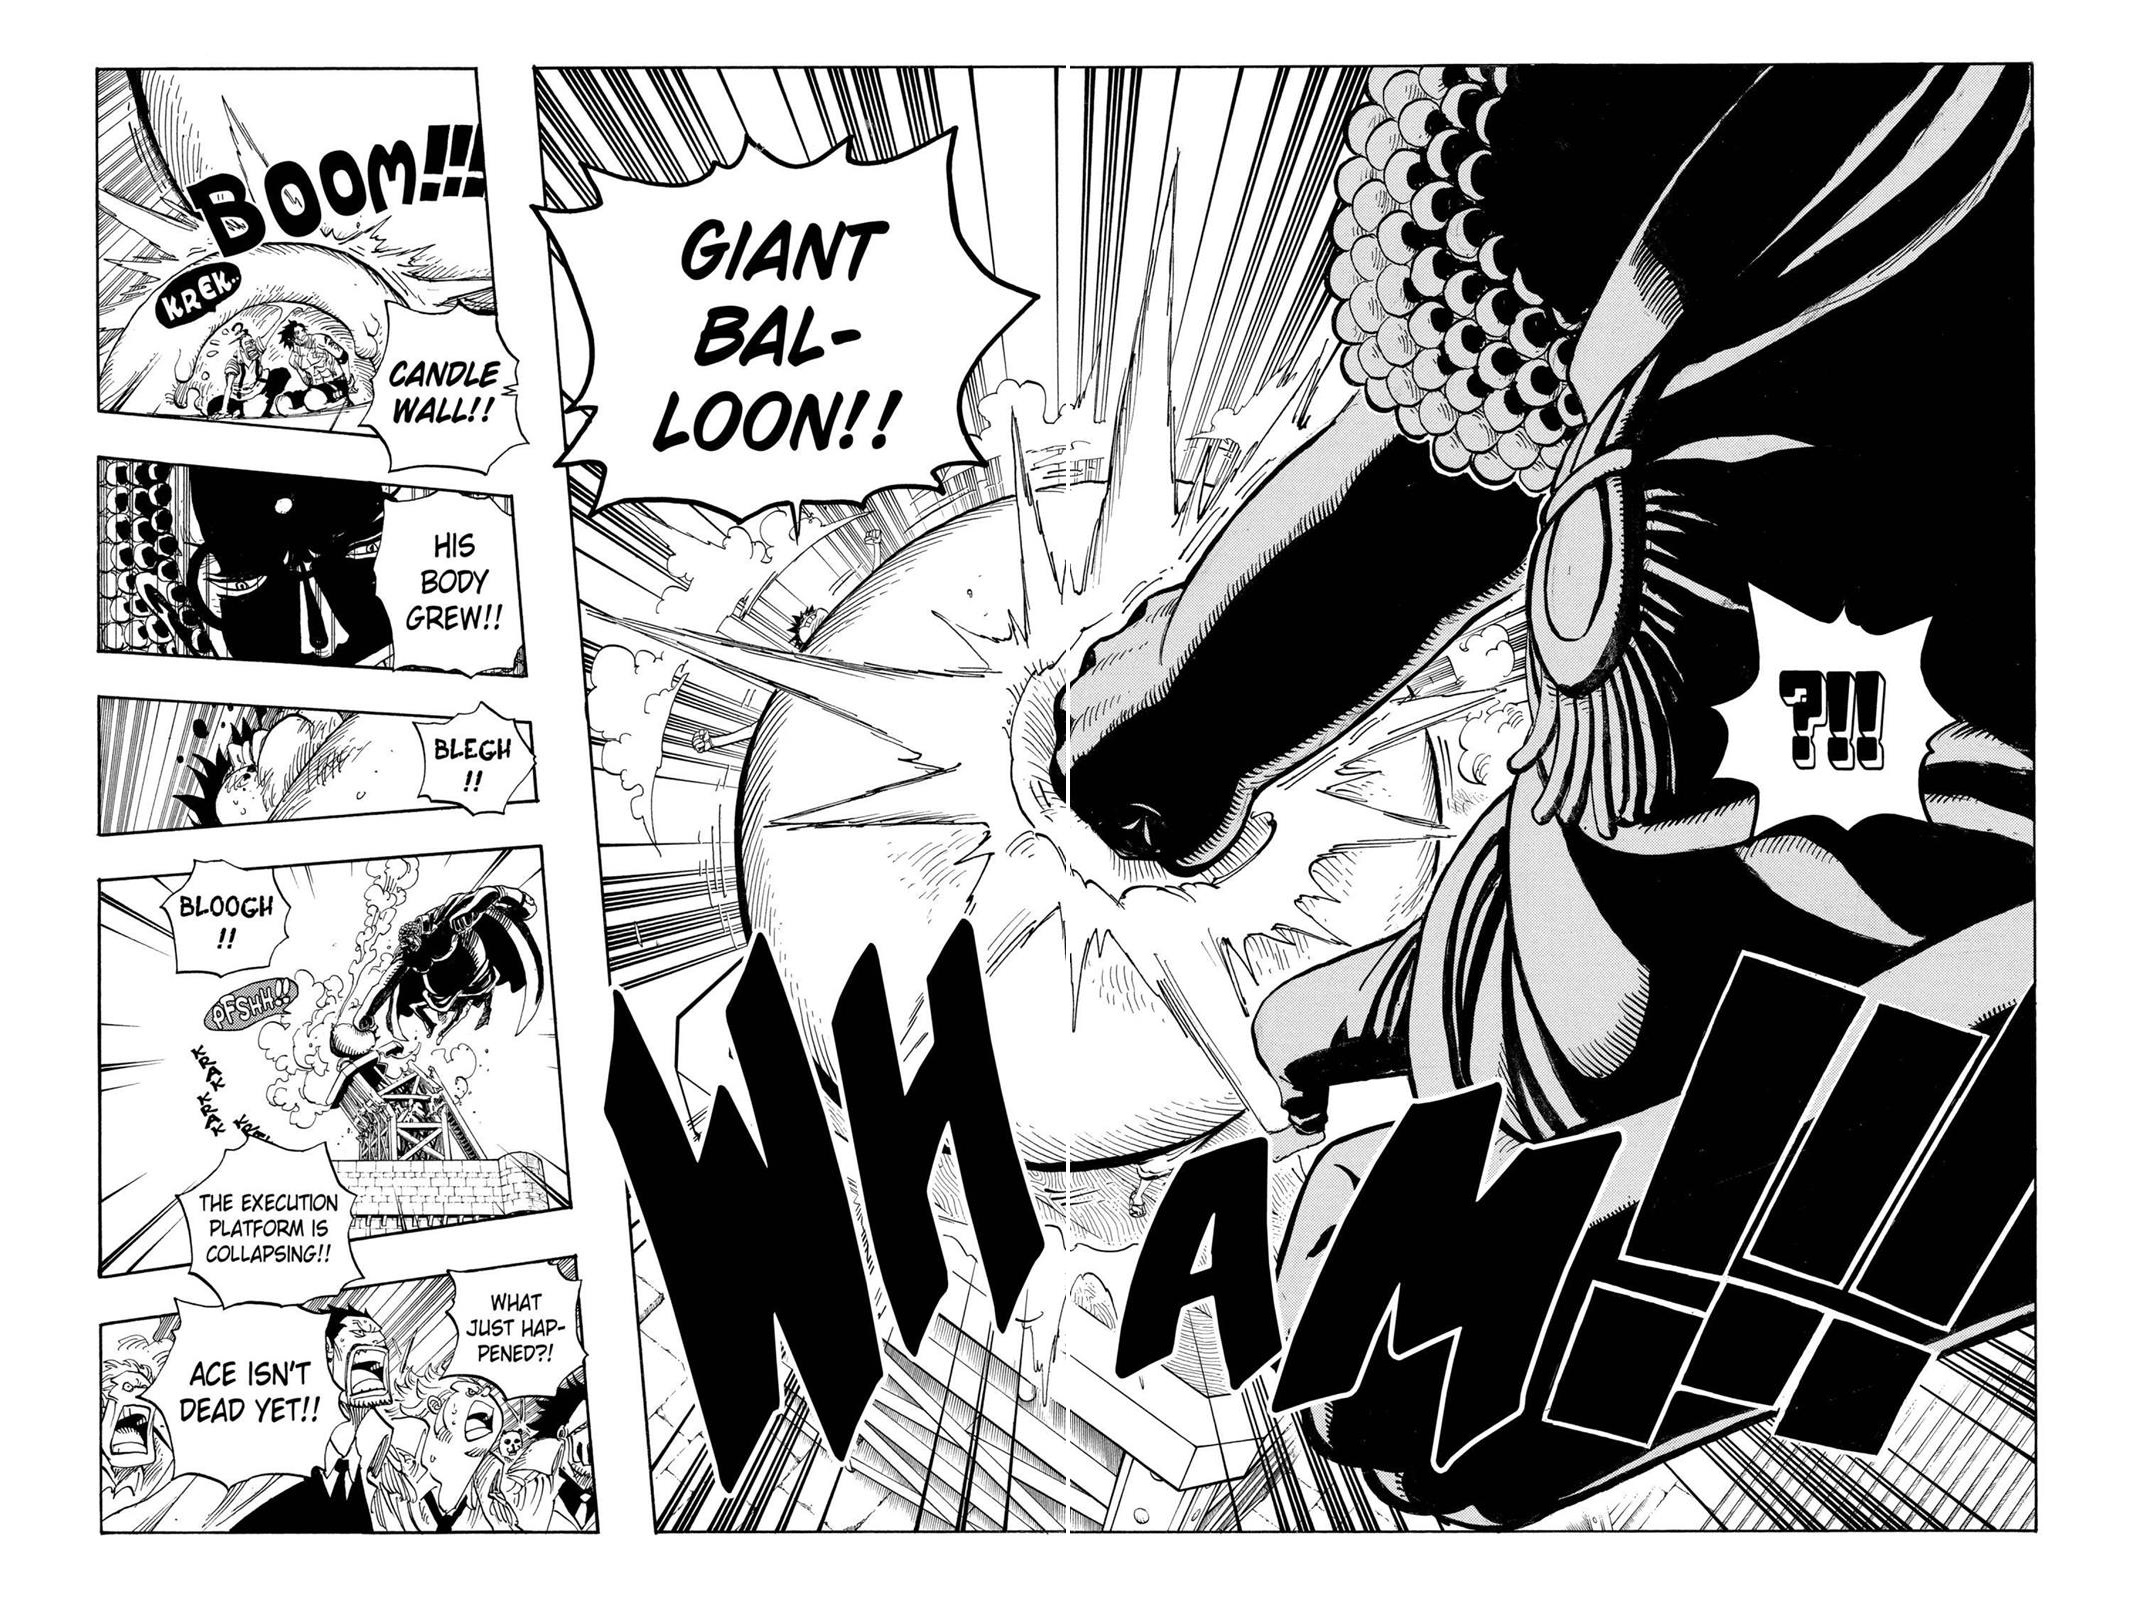 ?!!
GIANT
BAL-
LOON!!
WHAM!!!
BOOM!!!
KREK..
CANDLE
WALL!!
HIS
BODY
GREW!!
BLEGH
!!
BLOOGH
!!
PFSHH!!
KRAK
KRAK
THE EXECUTION
PLATFORM IS
COLLAPSING!!
WHAT
JUST HAP-
PENED?!
ACE ISN'T
DEAD YET!!